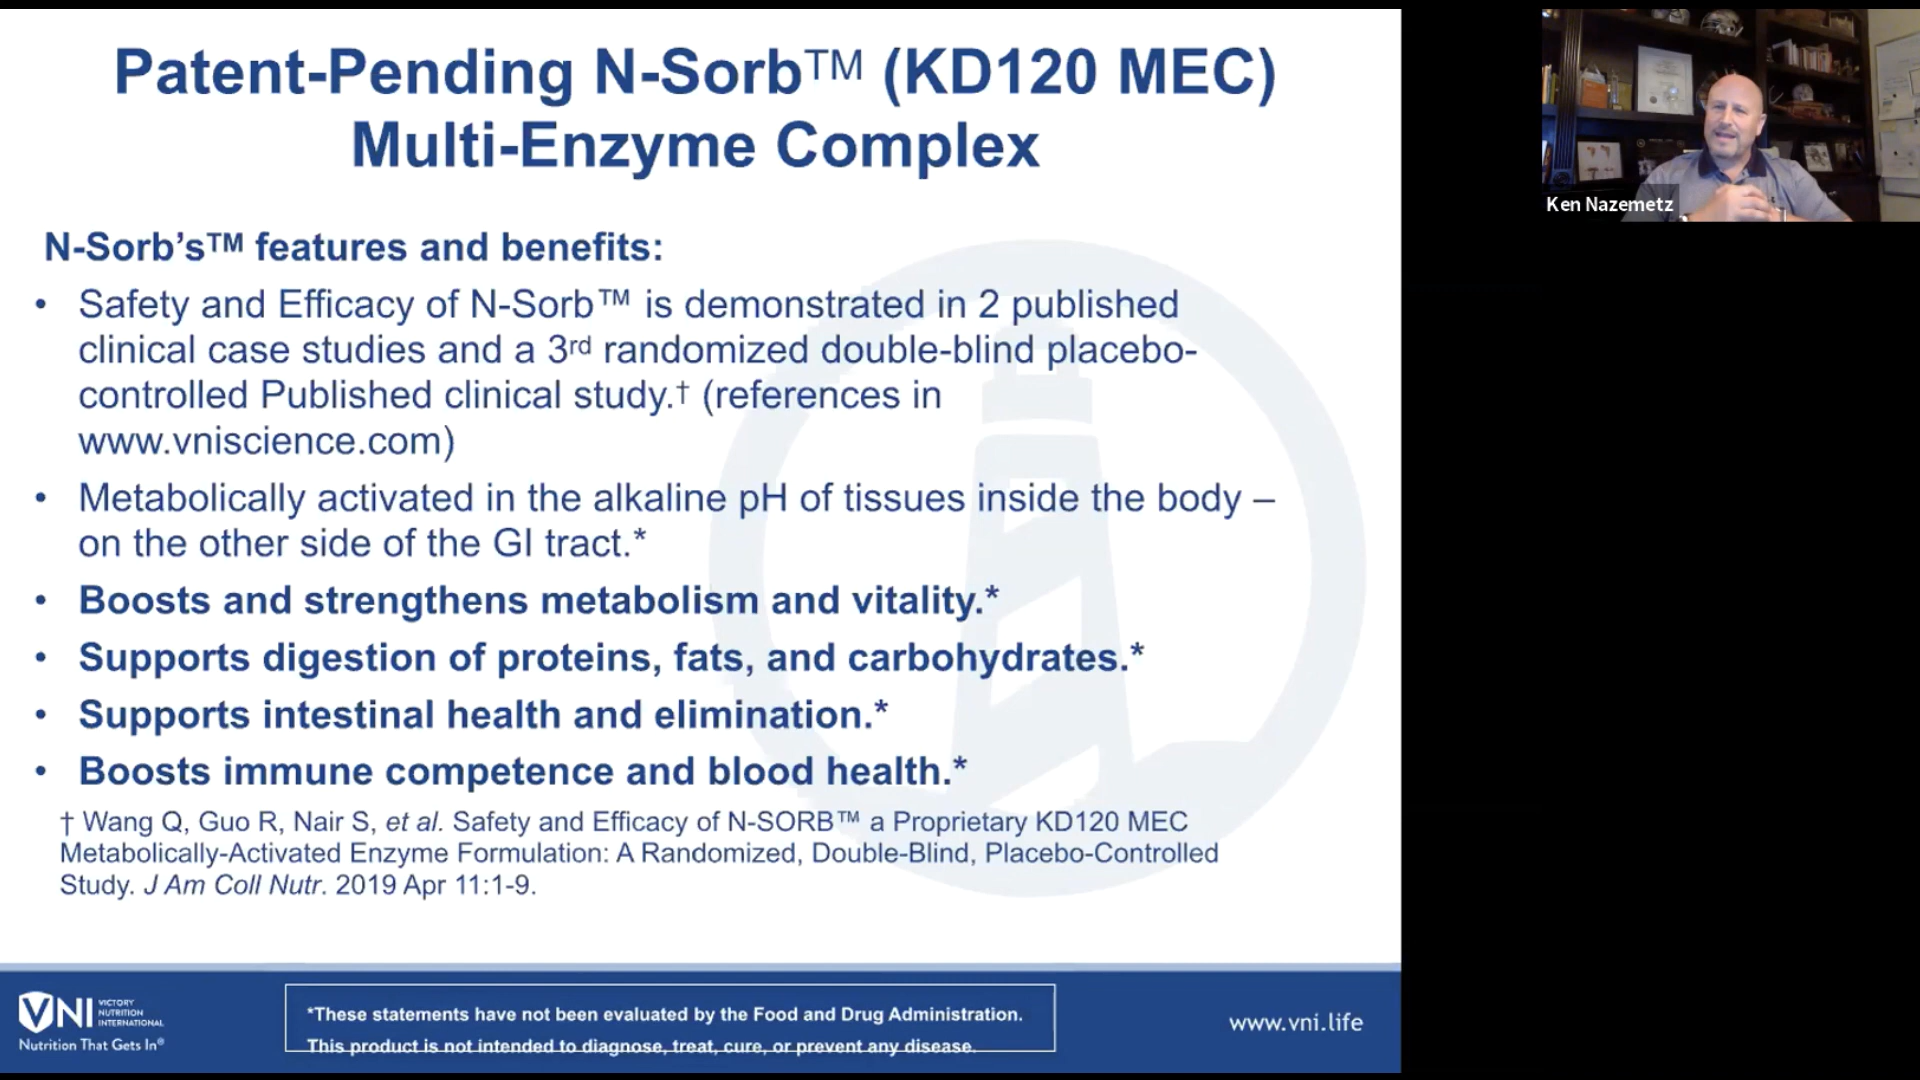 Patent-Pending N-Sorb™ (KD120 MEC)
Multi-Enzyme Complex
N-Sorb’s™ features and benefits:
• Safety and Efficacy of N-Sorb™ is demonstrated in 2 published
clinical case studies and a 3rd randomized double-blind placebo-
controlled Published clinical study.† (references in
www.vniscience.com)
• Metabolically activated in the alkaline pH of tissues inside the body –
on the other side of the GI tract.*
• Boosts and strengthens metabolism and vitality.*
• Supports digestion of proteins, fats, and carbohydrates.*
• Supports intestinal health and elimination.*
• Boosts immune competence and blood health.*
† Wang Q, Guo R, Nair S, et al. Safety and Efficacy of N-SORB™ a Proprietary KD120 MEC
Metabolically-Activated Enzyme Formulation: A Randomized, Double-Blind, Placebo-Controlled
Study. J Am Coll Nutr. 2019 Apr 11:1-9.
VNI
VICTORY
NUTRITION
INTERNATIONAL
Nutrition That Gets In®
*These statements have not been evaluated by the Food and Drug Administration.
This product is not intended to diagnose, treat, cure, or prevent any disease.
www.vni.life
Ken Nazemetz